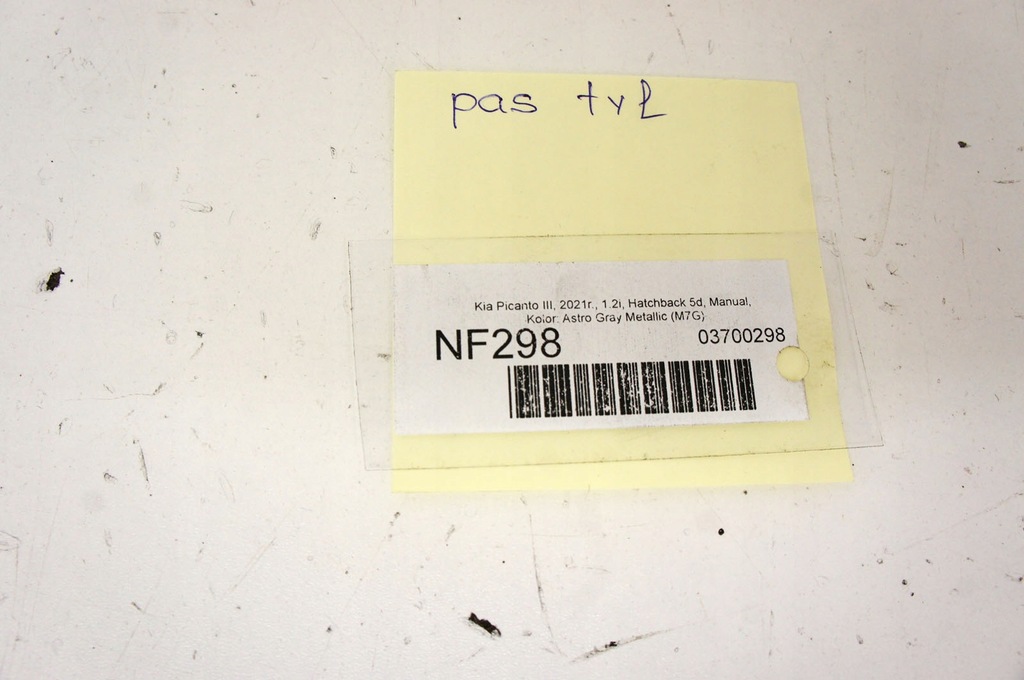 pas tył
Kia Picanto III, 2021r., 1.2i, Hatchback 5d, Manual,
Kolor: Astro Gray Metallic (M7G)
NF298 03700298